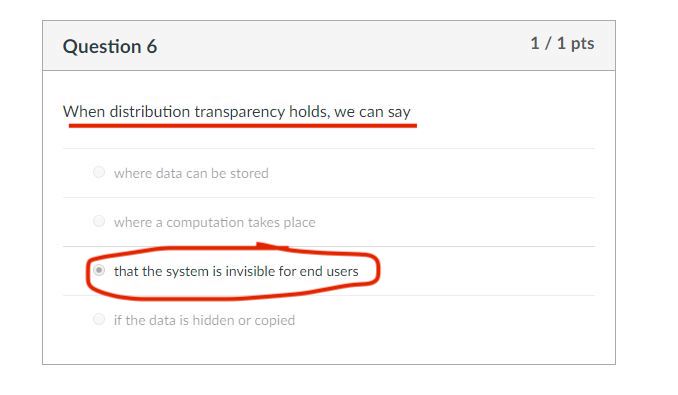 Question 6
1 / 1 pts
When distribution transparency holds, we can say
where data can be stored
where a computation takes place
that the system is invisible for end users
if the data is hidden or copied